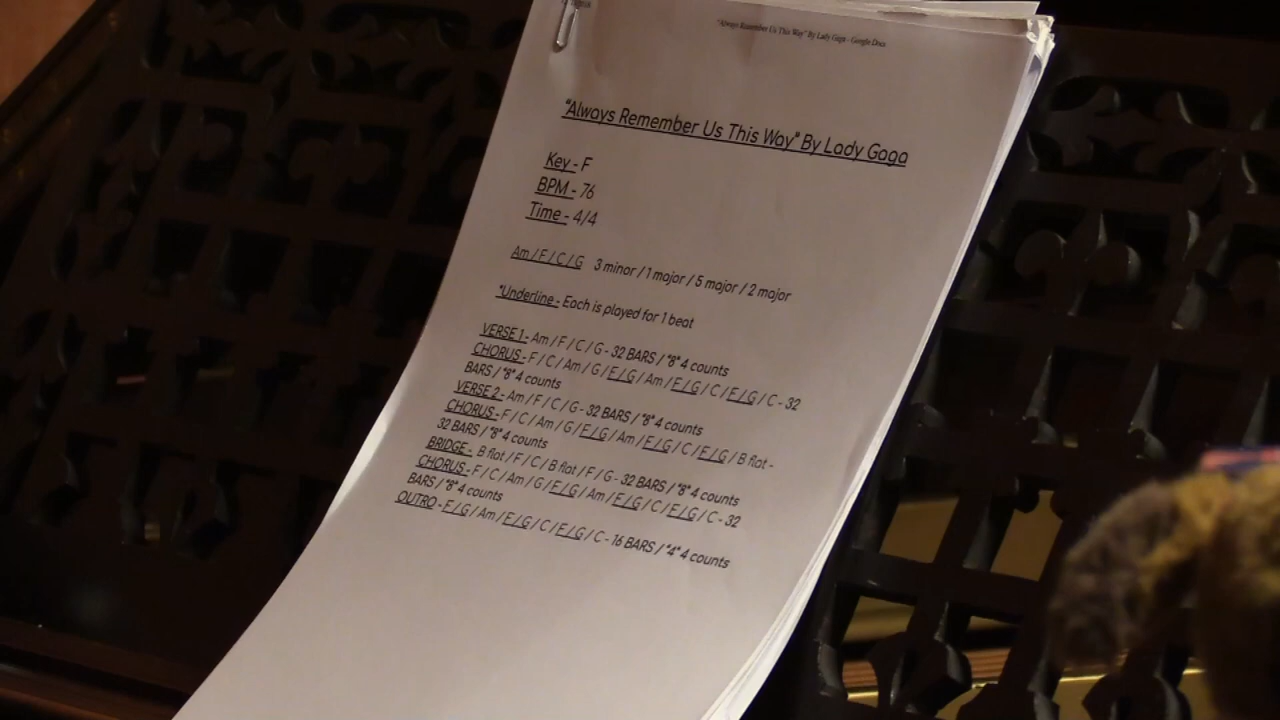 "Always Remember Us This Way" By Lady Gaga - Google Docs
"Always Remember Us This Way" By Lady Gaga
Key - F
BPM - 76
Time - 4/4
Am / F / C / G 3 minor / 1 major / 5 major / 2 major
*Underline - Each is played for 1 beat
VERSE 1 - Am / F / C / G - 32 BARS / "8" 4 counts
CHORUS - F / C / Am / G / F / G / Am / F / G / C / F / G / C - 32
BARS / "8" 4 counts
VERSE 2 - Am / F / C / G - 32 BARS / "8" 4 counts
CHORUS - F / C / Am / G / F / G / Am / F / G / C / F / G / B flat -
32 BARS / "8" 4 counts
BRIDGE - B flat / F / C / B flat / F / G - 32 BARS / "8" 4 counts
CHORUS - F / C / Am / G / F / G / Am / F / G / C / F / G / C - 32
BARS / "8" 4 counts
OUTRO - F / G / Am / F / G / C / F / G / C - 16 BARS / "4" 4 counts